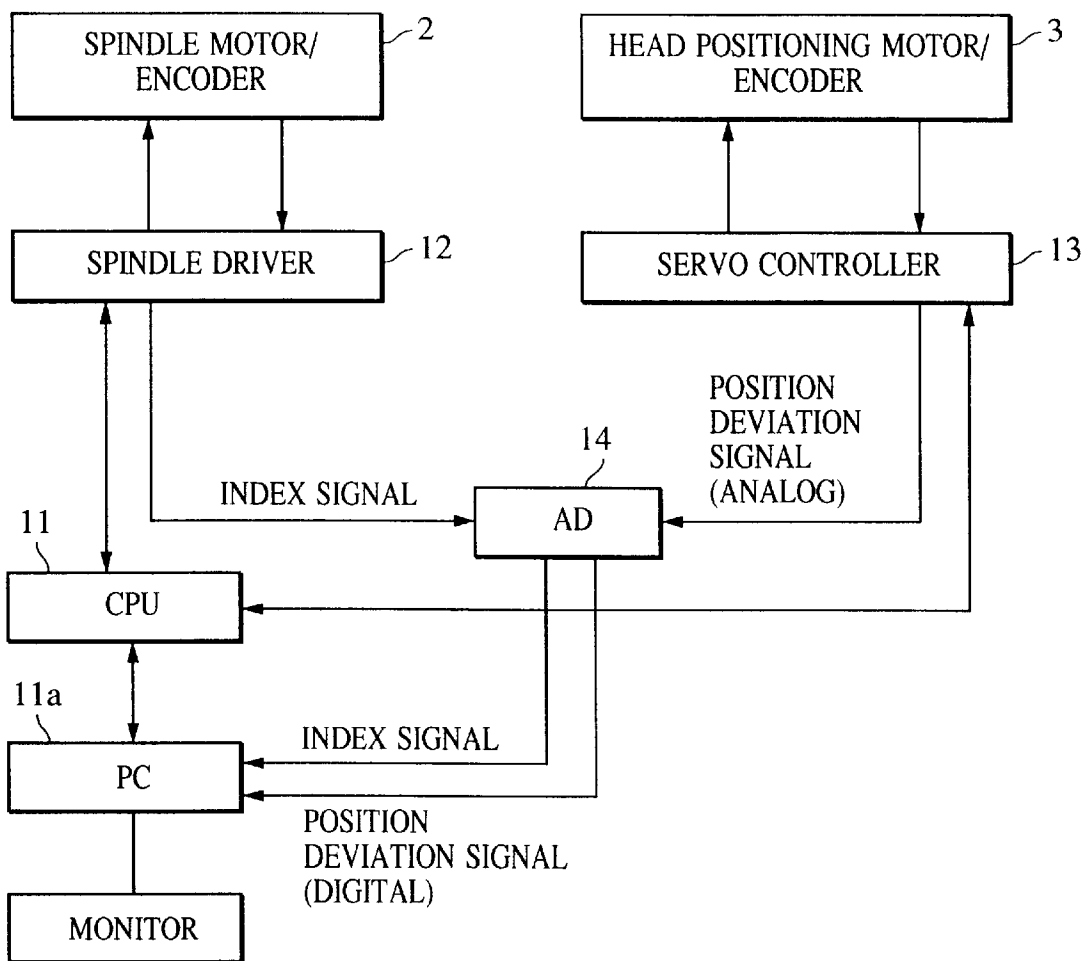 SPINDLE MOTOR/
ENCODER
2
HEAD POSITIONING MOTOR/
ENCODER
3
SPINDLE DRIVER
12
SERVO CONTROLLER
13
POSITION
DEVIATION
SIGNAL
(ANALOG)
14
INDEX SIGNAL
AD
11
CPU
11a
INDEX SIGNAL
PC
POSITION
DEVIATION SIGNAL
(DIGITAL)
MONITOR